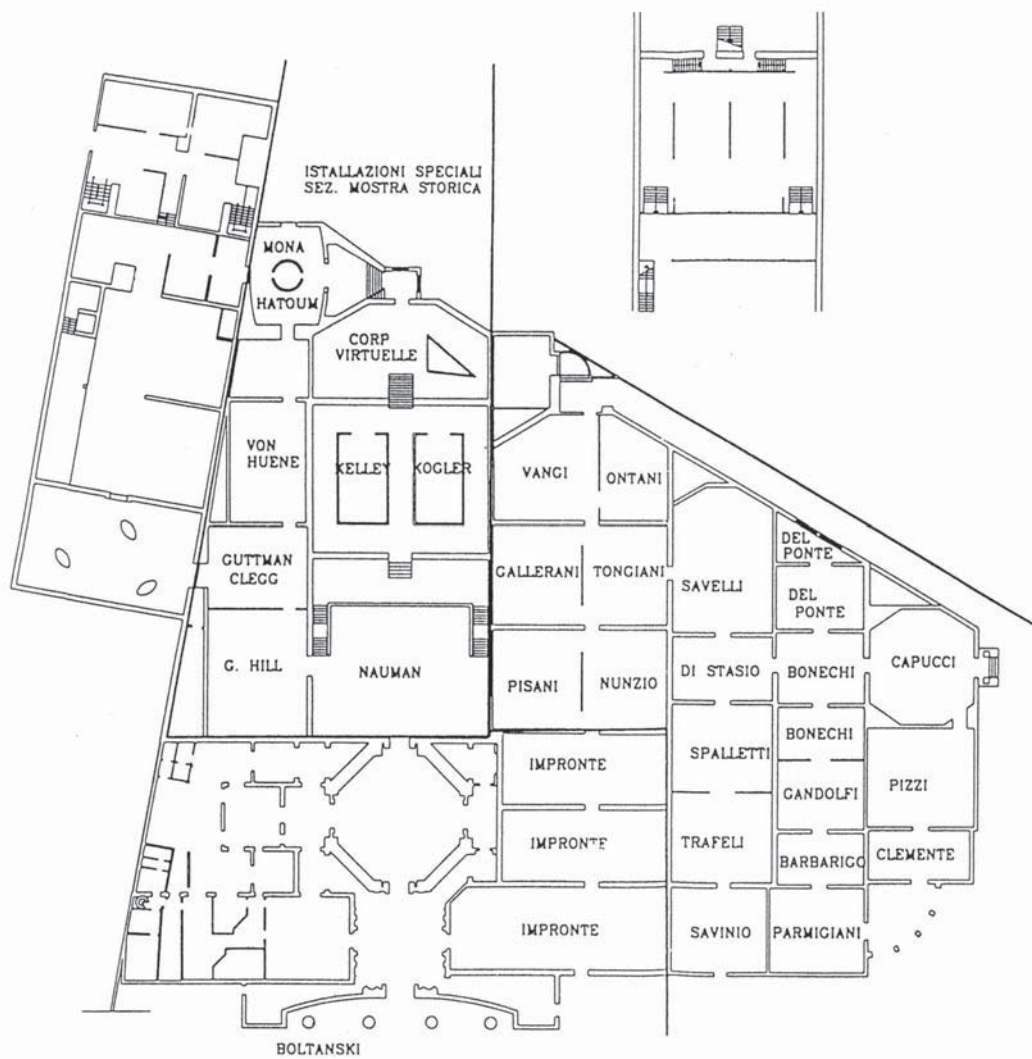 ISTALLAZIONI SPECIALI
SEZ. MOSTRA STORICA
MONA
HATOUM
CORP
VIRTUELLE
VON
HUENE
KELLEY
KOGLER
VANGI
ONTANI
GUTTMAN
CLEGG
GALLERANI
TONGIANI
SAVELLI
DEL
PONTE
DEL
PONTE
G. HILL
NAUMAN
PISANI
NUNZIO
DI STASIO
BONECHI
CAPUCCI
IMPRONTE
SPALLETTI
BONECHI
GANDOLFI
PIZZI
IMPRONTE
TRAFELI
BARBARIGO
CLEMENTE
IMPRONTE
SAVINIO
PARMIGIANI
BOLTANSKI